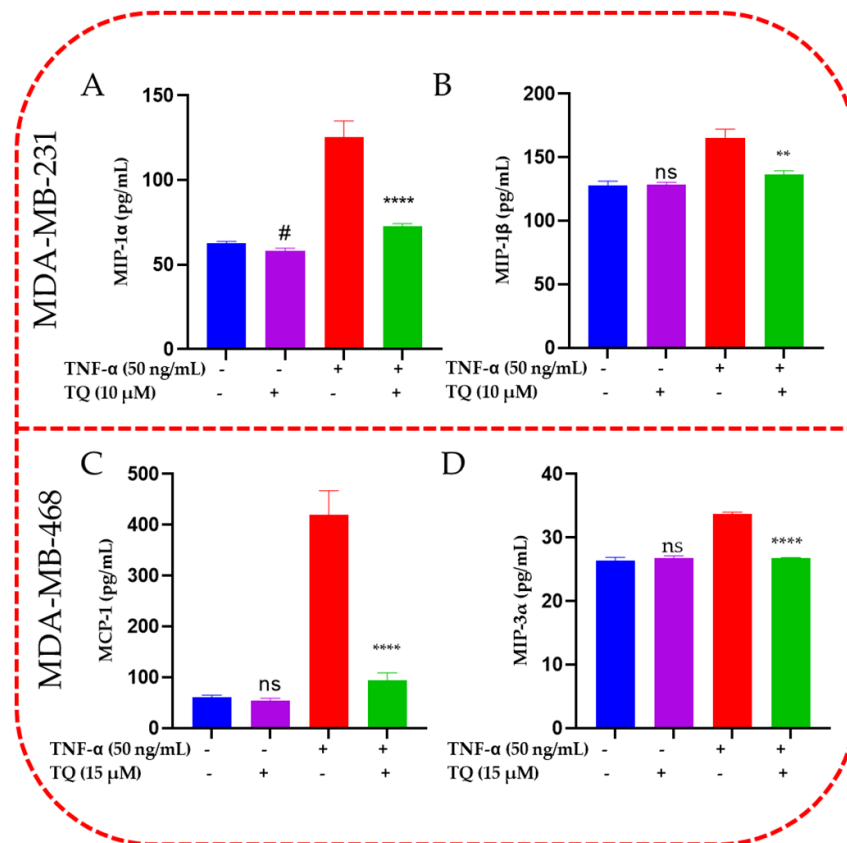 MDA-MB-231
A
MIP-1α (pg/mL)
150
100
50
0
#
****
TNF-α (50 ng/mL) - - + +
TQ (10 µM) - + - +
B
MIP-1β (pg/mL)
200
150
100
50
0
ns
**
TNF-α (50 ng/mL) - - + +
TQ (10 µM) - + - +
MDA-MB-468
C
MCP-1 (pg/mL)
500
400
300
200
100
0
ns
****
TNF-α (50 ng/mL) - - + +
TQ (15 µM) - + - +
D
MIP-3α (pg/mL)
40
30
20
10
0
ns
****
TNF-α (50 ng/mL) - - + +
TQ (15 µM) - + - +